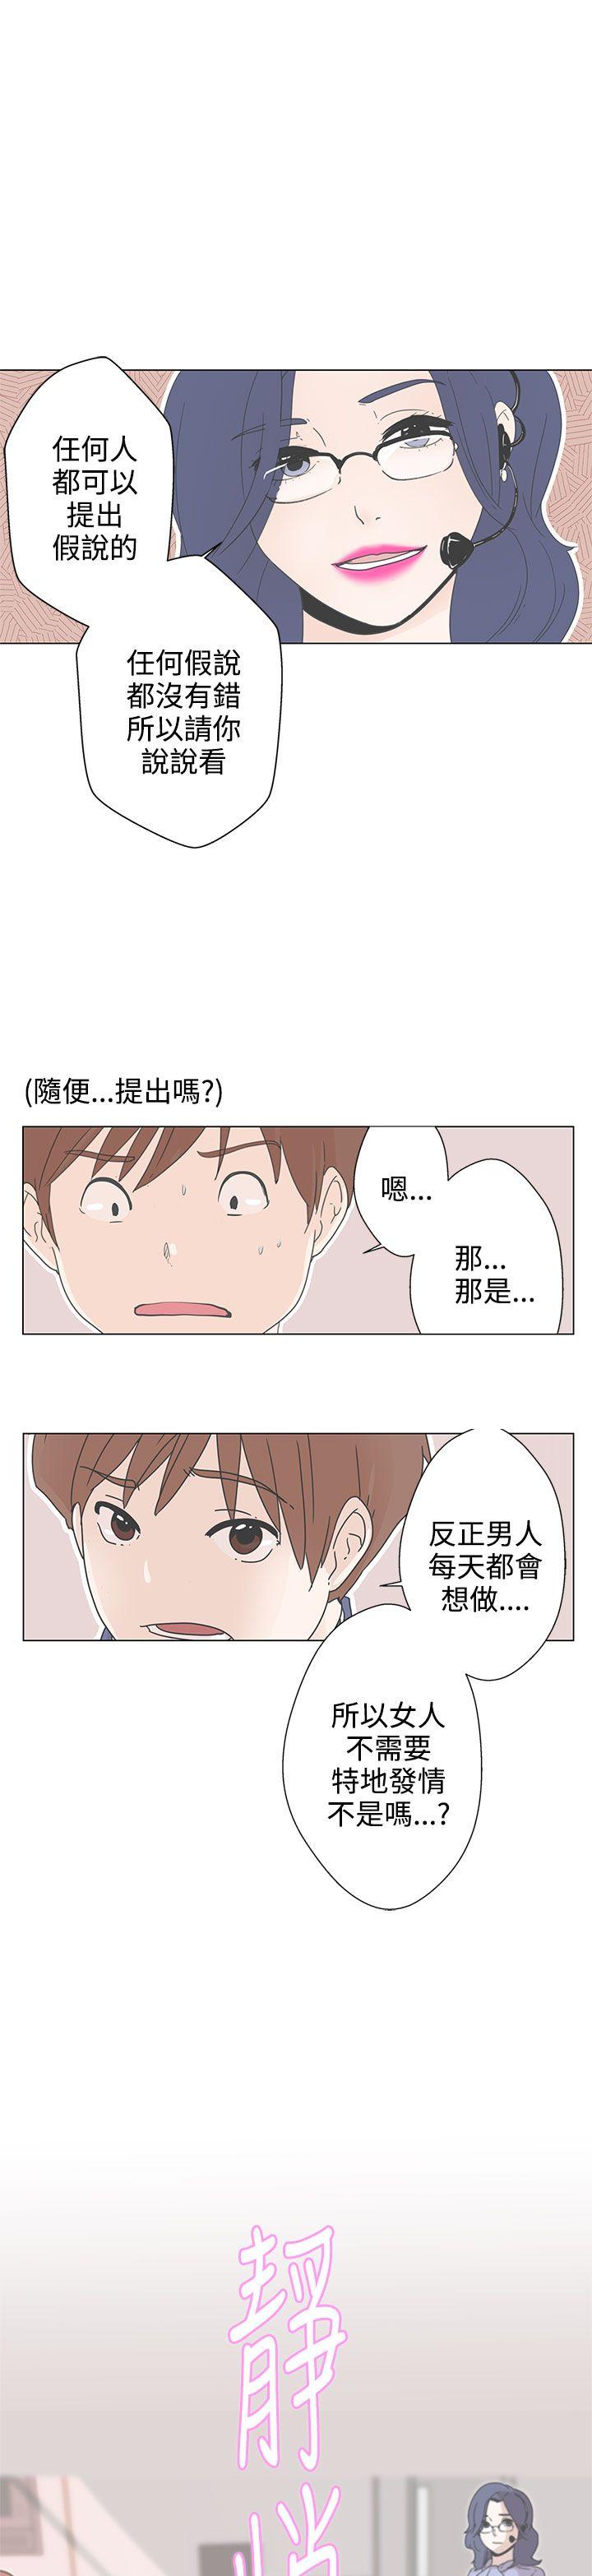 任何人
都可以
提出
假說的
任何假說
都沒有錯
所以請你
說說看
(隨便...提出嗎?)
嗯...
那...
那是...
反正男人
每天都會
想做....
所以女人
不需要
特地發情
不是嗎...?
靜
悄